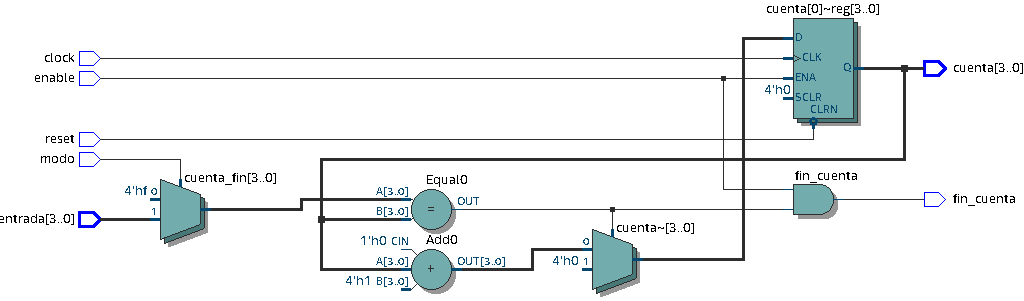 cuenta[0]~reg[3..0]
clock
enable
reset
modo
entrada[3..0]
D
CLK
ENA
4'h0
SCLR
CLRN
Q
cuenta[3..0]
cuenta_fin[3..0]
4'hf 0
1
Equal0
A[3..0]
B[3..0]
=
OUT
Add0
1'h0 CIN
A[3..0]
4'h1 B[3..0]
+
OUT[3..0]
cuenta~[3..0]
0
4'h0 1
fin_cuenta
fin_cuenta